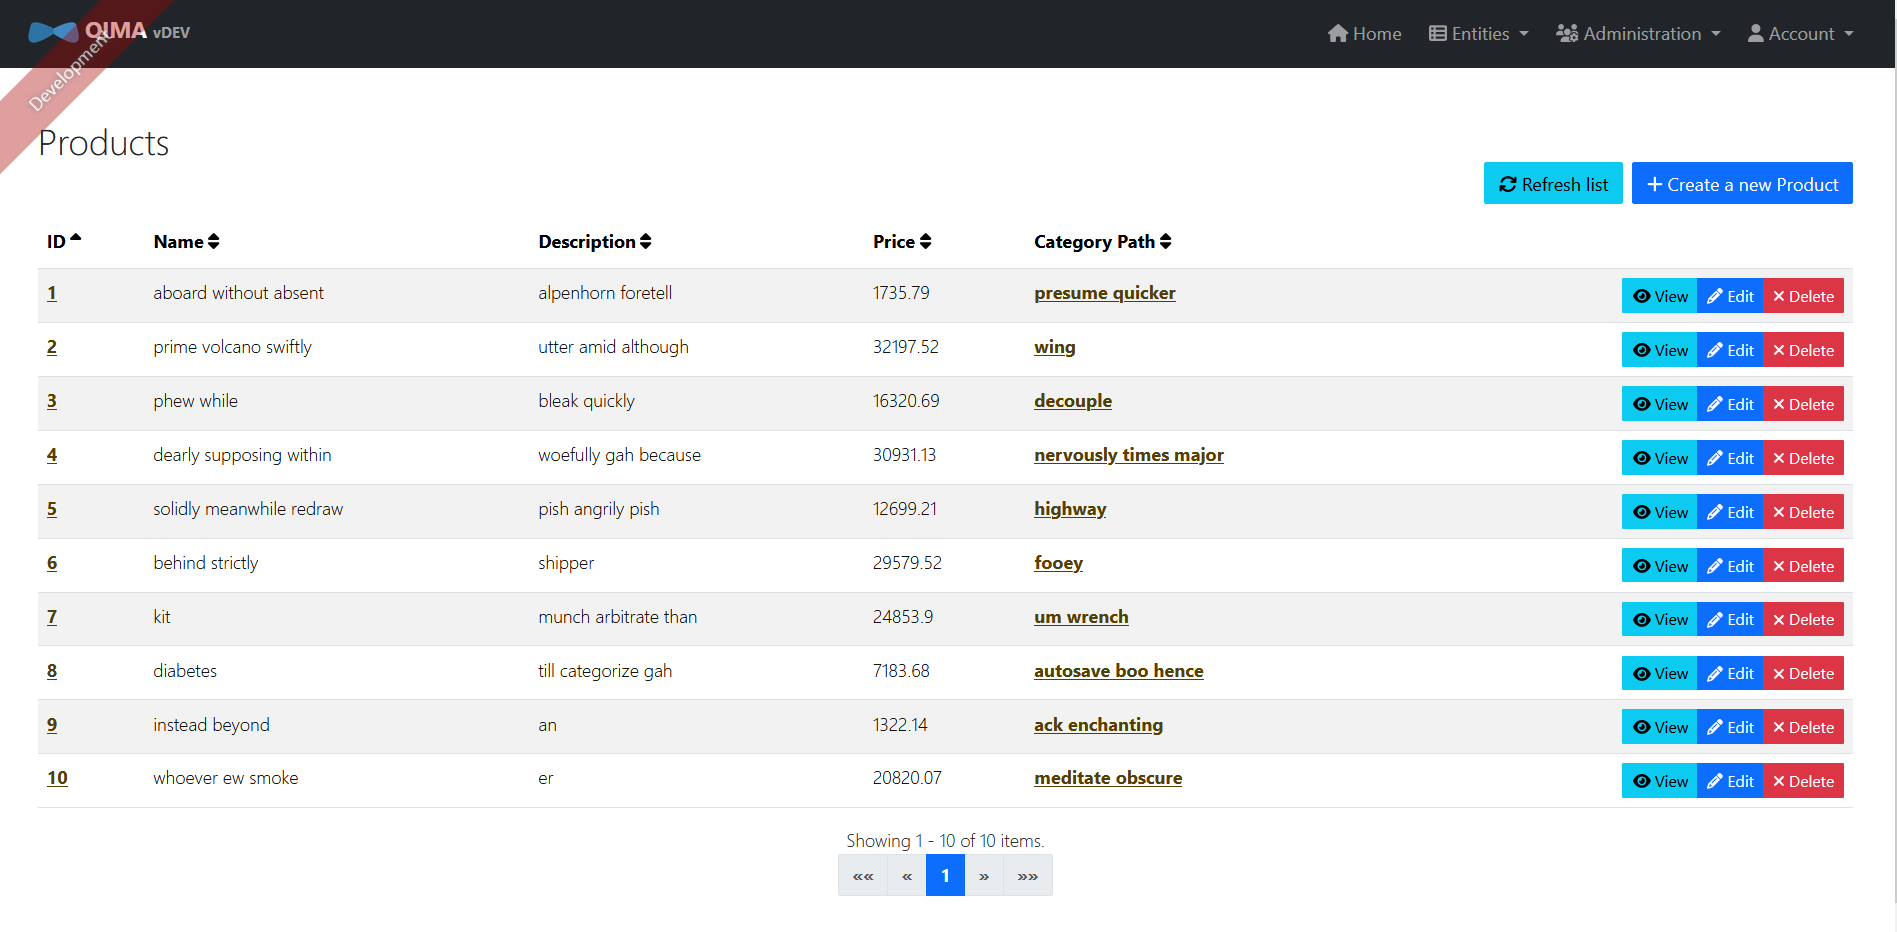 QIMA vDEV Home Entities Administration Account
Development
Products
Refresh list Create a new Product
ID Name Description Price Category Path
1 aboard without absent alpenhorn foretell 1735.79 presume quicker View Edit Delete
2 prime volcano swiftly utter amid although 32197.52 wing View Edit Delete
3 phew while bleak quickly 16320.69 decouple View Edit Delete
4 dearly supposing within woefully gah because 30931.13 nervously times major View Edit Delete
5 solidly meanwhile redraw pish angrily pish 12699.21 highway View Edit Delete
6 behind strictly shipper 29579.52 fooey View Edit Delete
7 kit munch arbitrate than 24853.9 um wrench View Edit Delete
8 diabetes till categorize gah 7183.68 autosave boo hence View Edit Delete
9 instead beyond an 1322.14 ack enchanting View Edit Delete
10 whoever ew smoke er 20820.07 meditate obscure View Edit Delete
Showing 1 - 10 of 10 items.
«« « 1 » »»